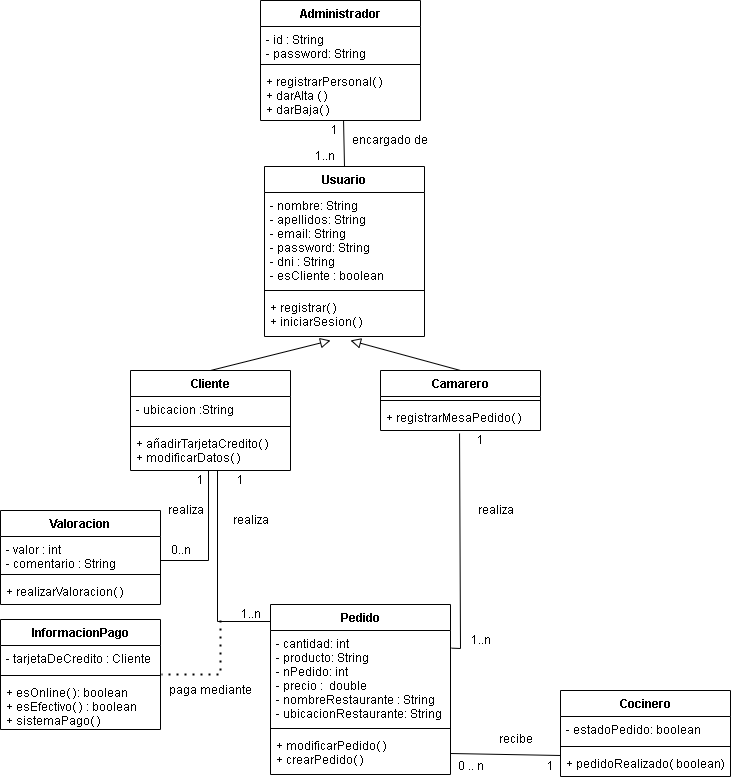 Administrador
- id : String
- password: String
+ registrarPersonal()
+ darAlta ()
+ darBaja()
1
encargado de
1..n
Usuario
- nombre: String
- apellidos: String
- email: String
- password: String
- dni : String
- esCliente : boolean
+ registrar()
+ iniciarSesion()
Cliente
- ubicacion :String
+ añadirTarjetaCredito()
+ modificarDatos()
Camarero
+ registrarMesaPedido()
1
1
1
realiza
realiza
realiza
Valoracion
- valor : int
- comentario : String
+ realizarValoracion()
0..n
1..n
1..n
InformacionPago
- tarjetaDeCredito : Cliente
+ esOnline(): boolean
+ esEfectivo() : boolean
+ sistemaPago()
paga mediante
Pedido
- cantidad: int
- producto: String
- nPedido: int
- precio : double
- nombreRestaurante : String
- ubicacionRestaurante: String
+ modificarPedido()
+ crearPedido()
recibe
0.. n
1
Cocinero
- estadoPedido: boolean
+ pedidoRealizado( boolean)